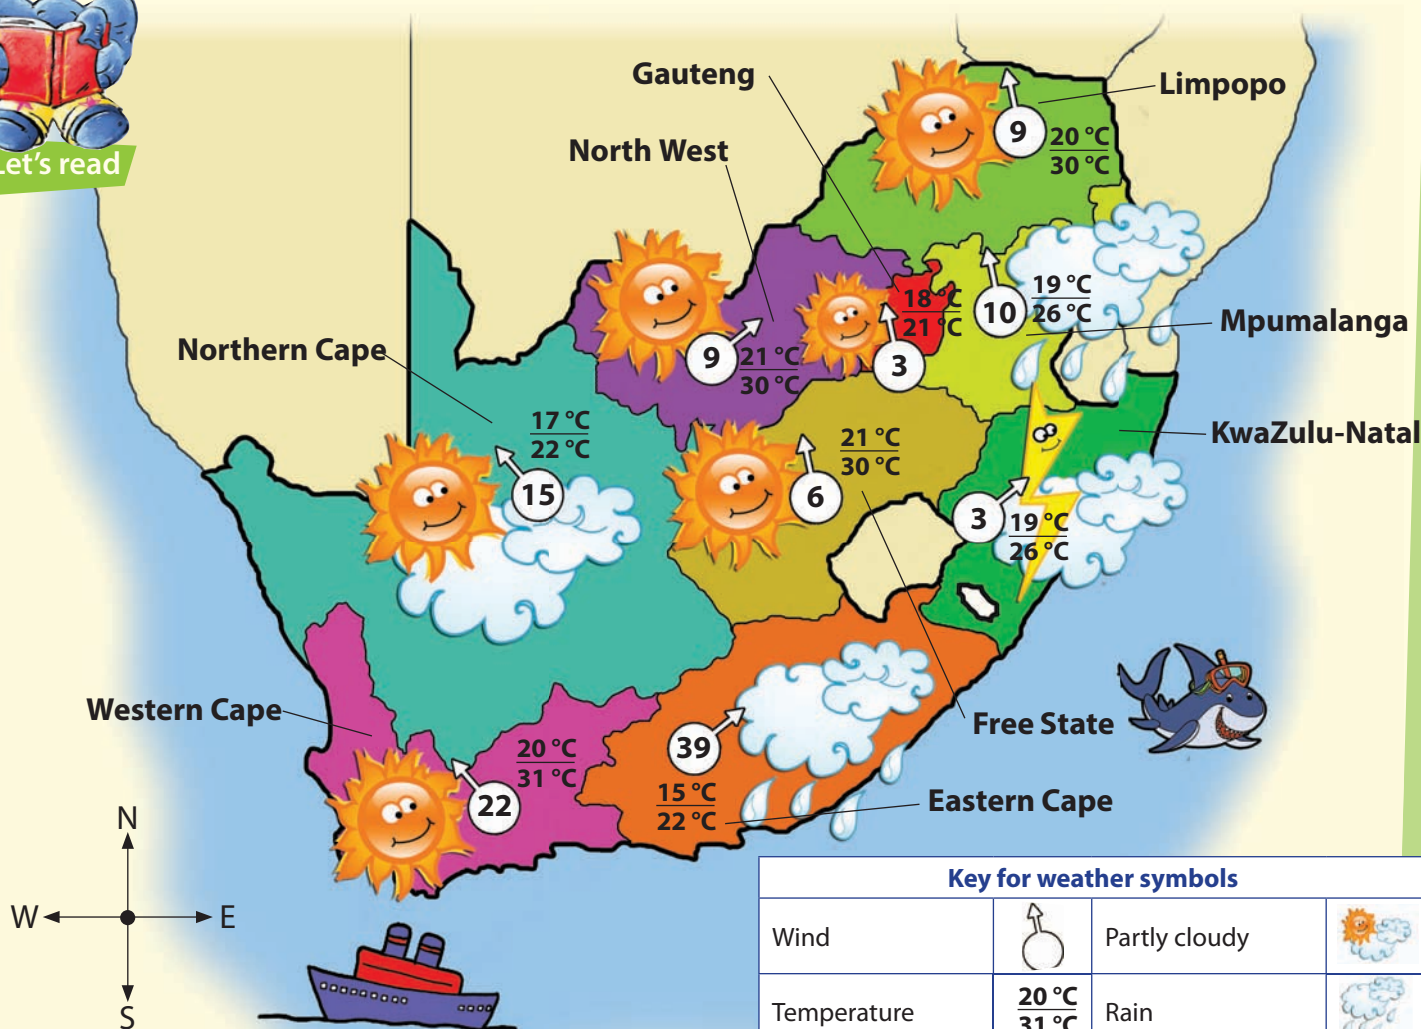 Let's read
Gauteng
Limpopo
9
20 °C
30 °C
North West
Northern Cape
9
21 °C
30 °C
18 °C
21 °C
3
10
19 °C
26 °C
Mpumalanga
KwaZulu-Natal
17 °C
22 °C
15
21 °C
30 °C
6
3
19 °C
26 °C
Western Cape
20 °C
31 °C
22
39
15 °C
22 °C
Free State
Eastern Cape
N
W
E
S
Key for weather symbols
Wind
Partly cloudy
Temperature
20 °C
31 °C
Rain